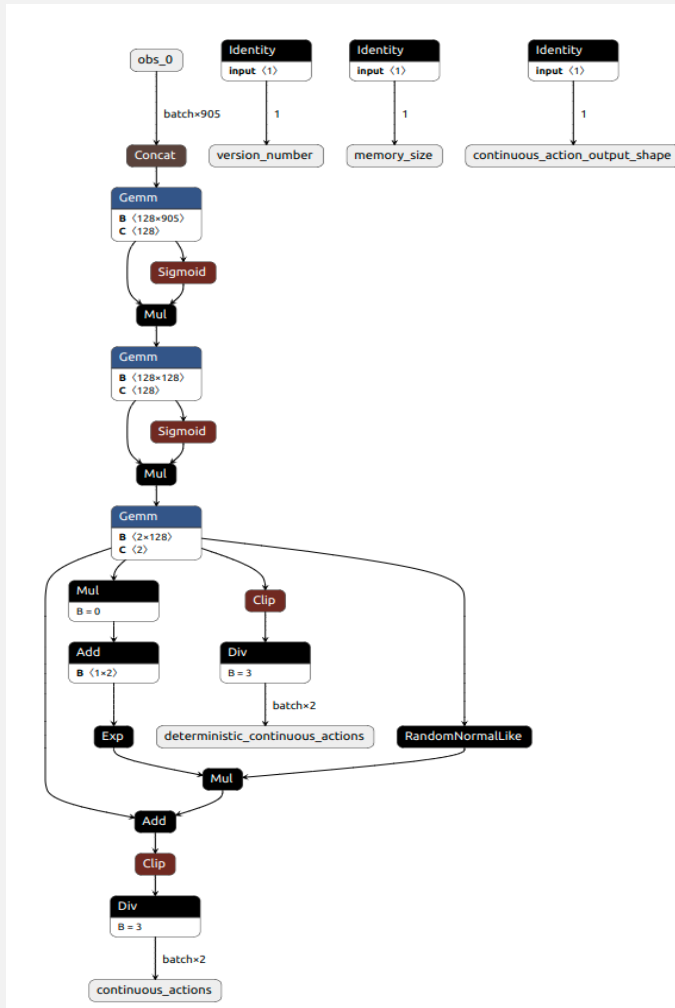 obs_0
Identity
input ⟨1⟩
Identity
input ⟨1⟩
Identity
input ⟨1⟩
batch×905
1
1
1
Concat
version_number
memory_size
continuous_action_output_shape
Gemm
B ⟨128×905⟩
C ⟨128⟩
Sigmoid
Mul
Gemm
B ⟨128×128⟩
C ⟨128⟩
Sigmoid
Mul
Gemm
B ⟨2×128⟩
C ⟨2⟩
Mul
B = 0
Clip
Add
B ⟨1×2⟩
Div
B = 3
batch×2
Exp
deterministic_continuous_actions
RandomNormalLike
Mul
Add
Clip
Div
B = 3
batch×2
continuous_actions